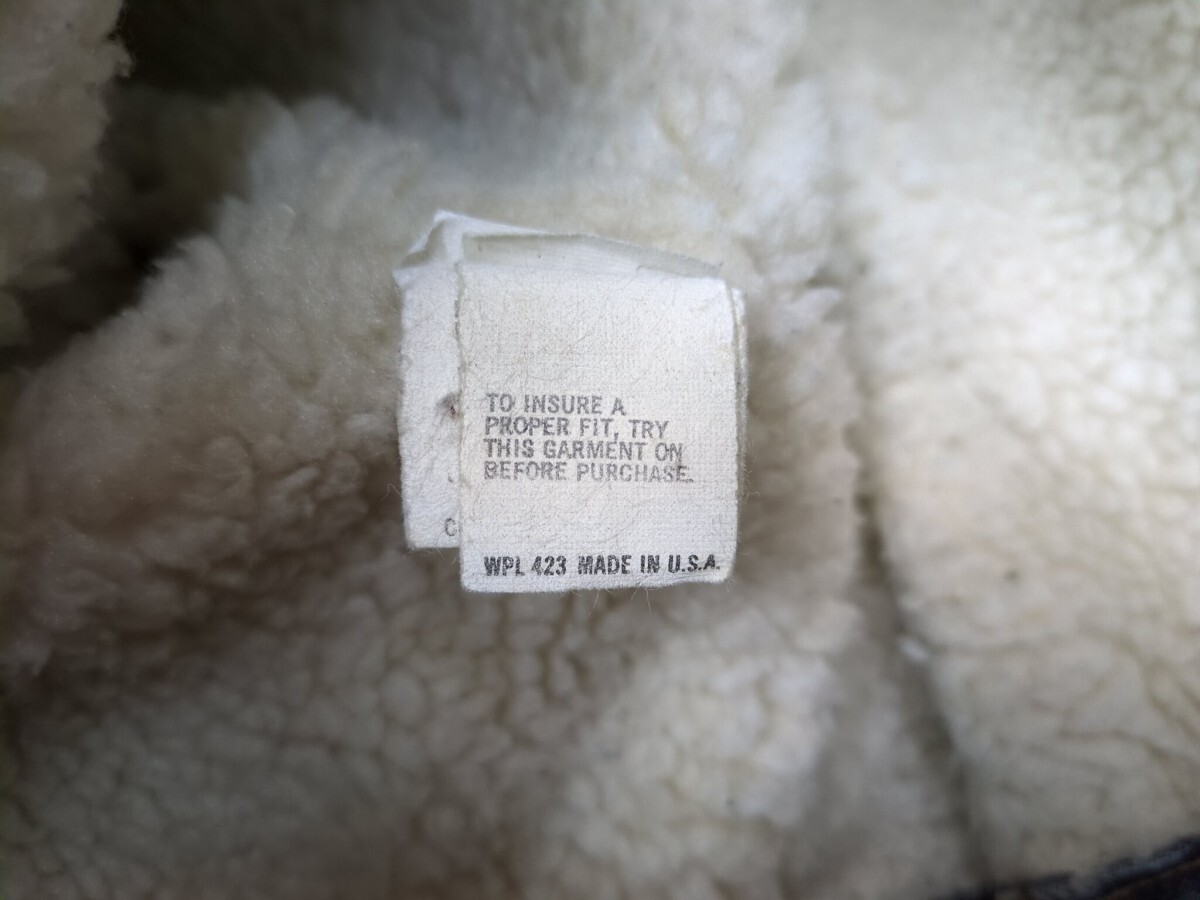 TO INSURE A
PROPER FIT, TRY
THIS GARMENT ON
BEFORE PURCHASE.
WPL 423 MADE IN U.S.A.